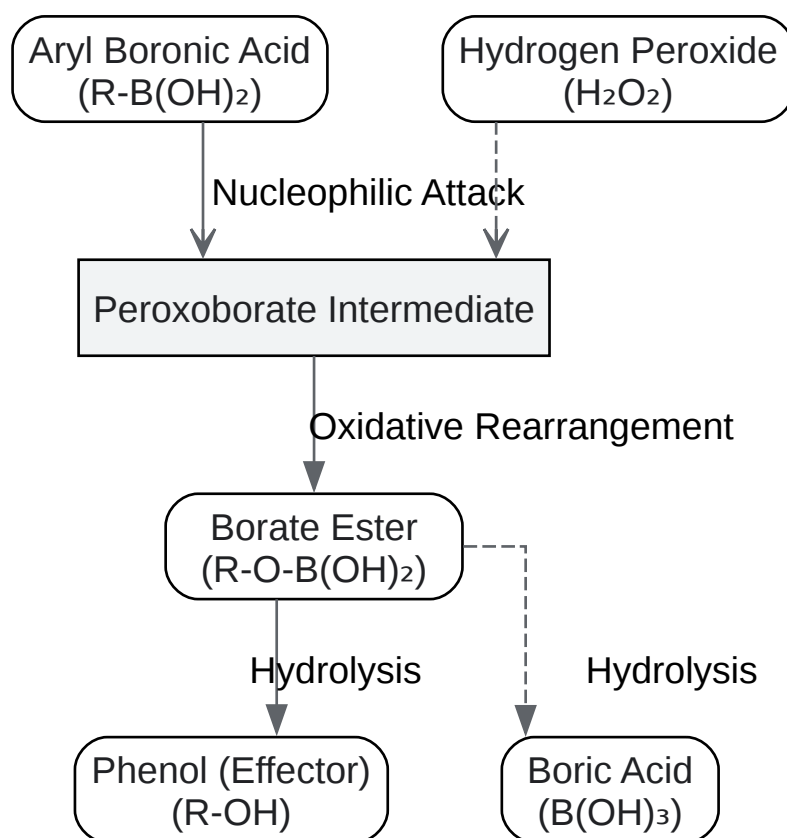 Aryl Boronic Acid
(R-B(OH)₂)
Hydrogen Peroxide
(H₂O₂)
Nucleophilic Attack
Peroxoborate Intermediate
Oxidative Rearrangement
Borate Ester
(R-O-B(OH)₂)
Hydrolysis
Hydrolysis
Phenol (Effector)
(R-OH)
Boric Acid
(B(OH)₃)